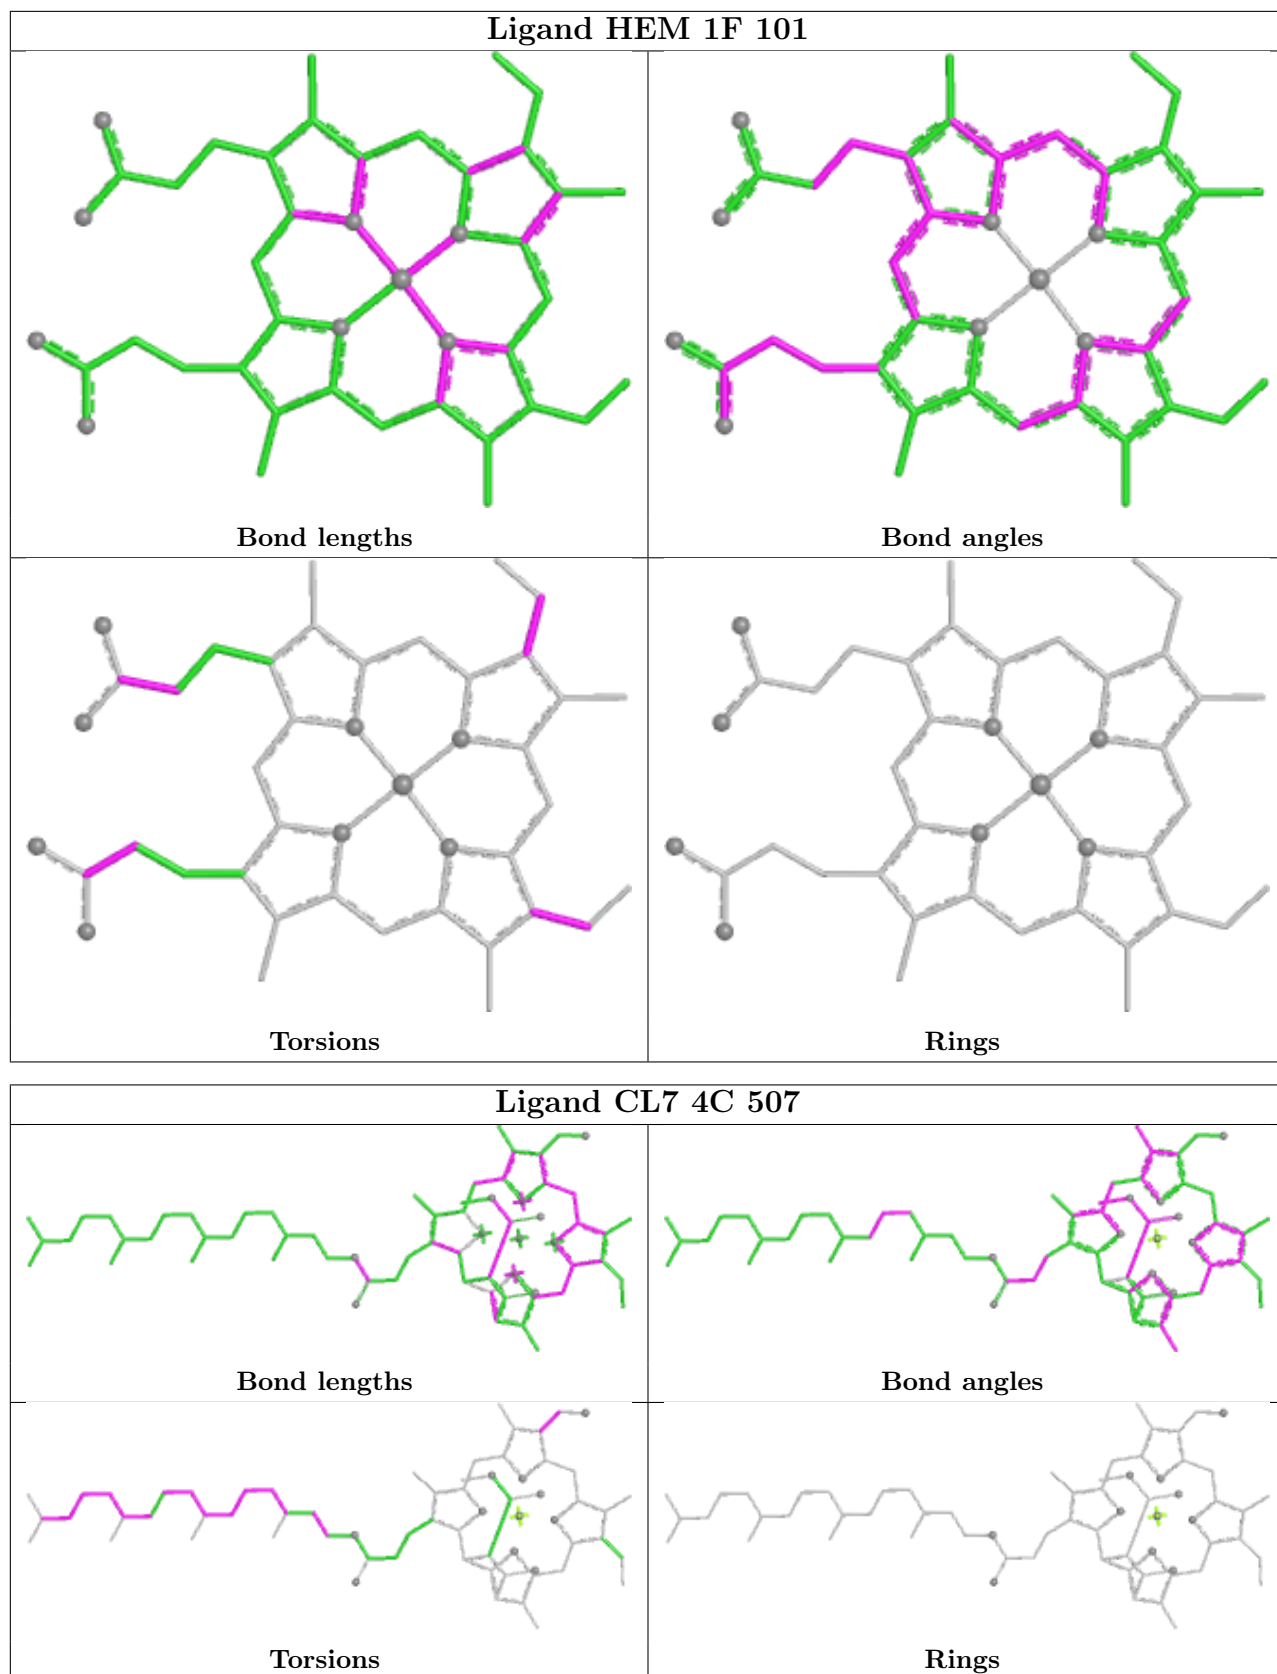 Ligand HEM 1F 101
Bond lengths
Bond angles
Torsions
Rings
Ligand CL7 4C 507
Bond lengths
Bond angles
Torsions
Rings